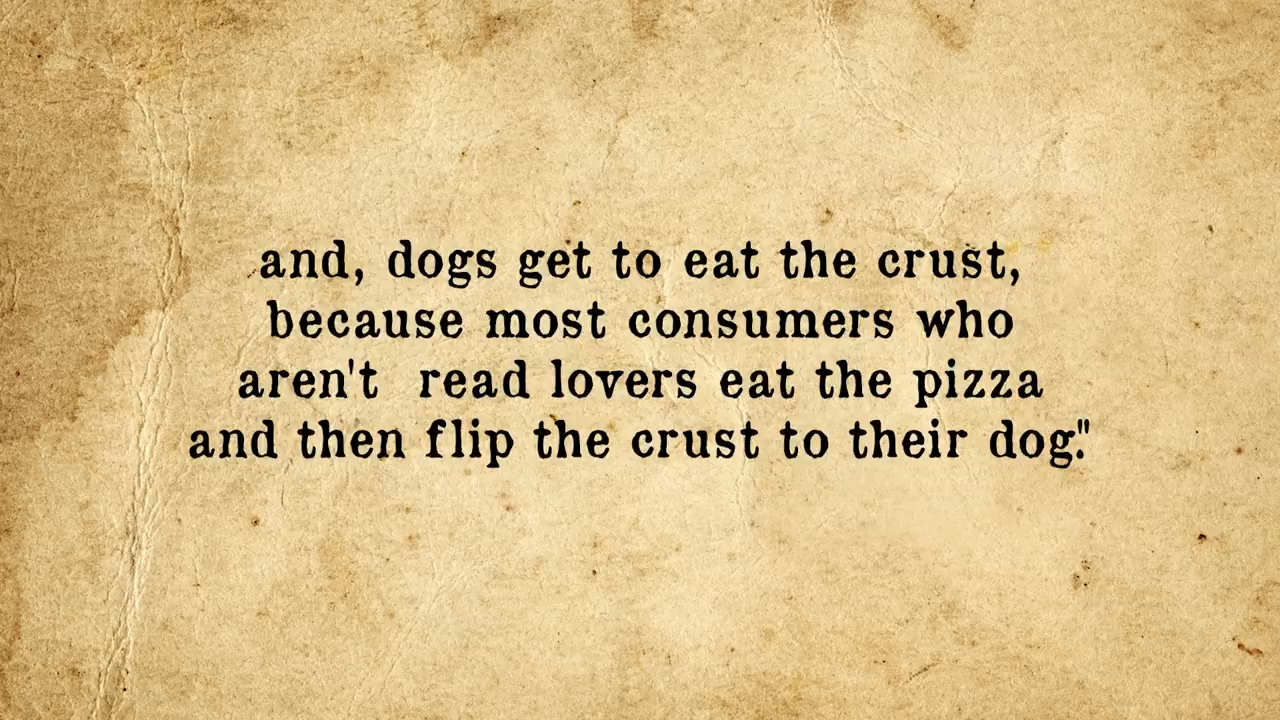 and, dogs get to eat the crust,
because most consumers who
aren't  read lovers eat the pizza
and then flip the crust to their dog."